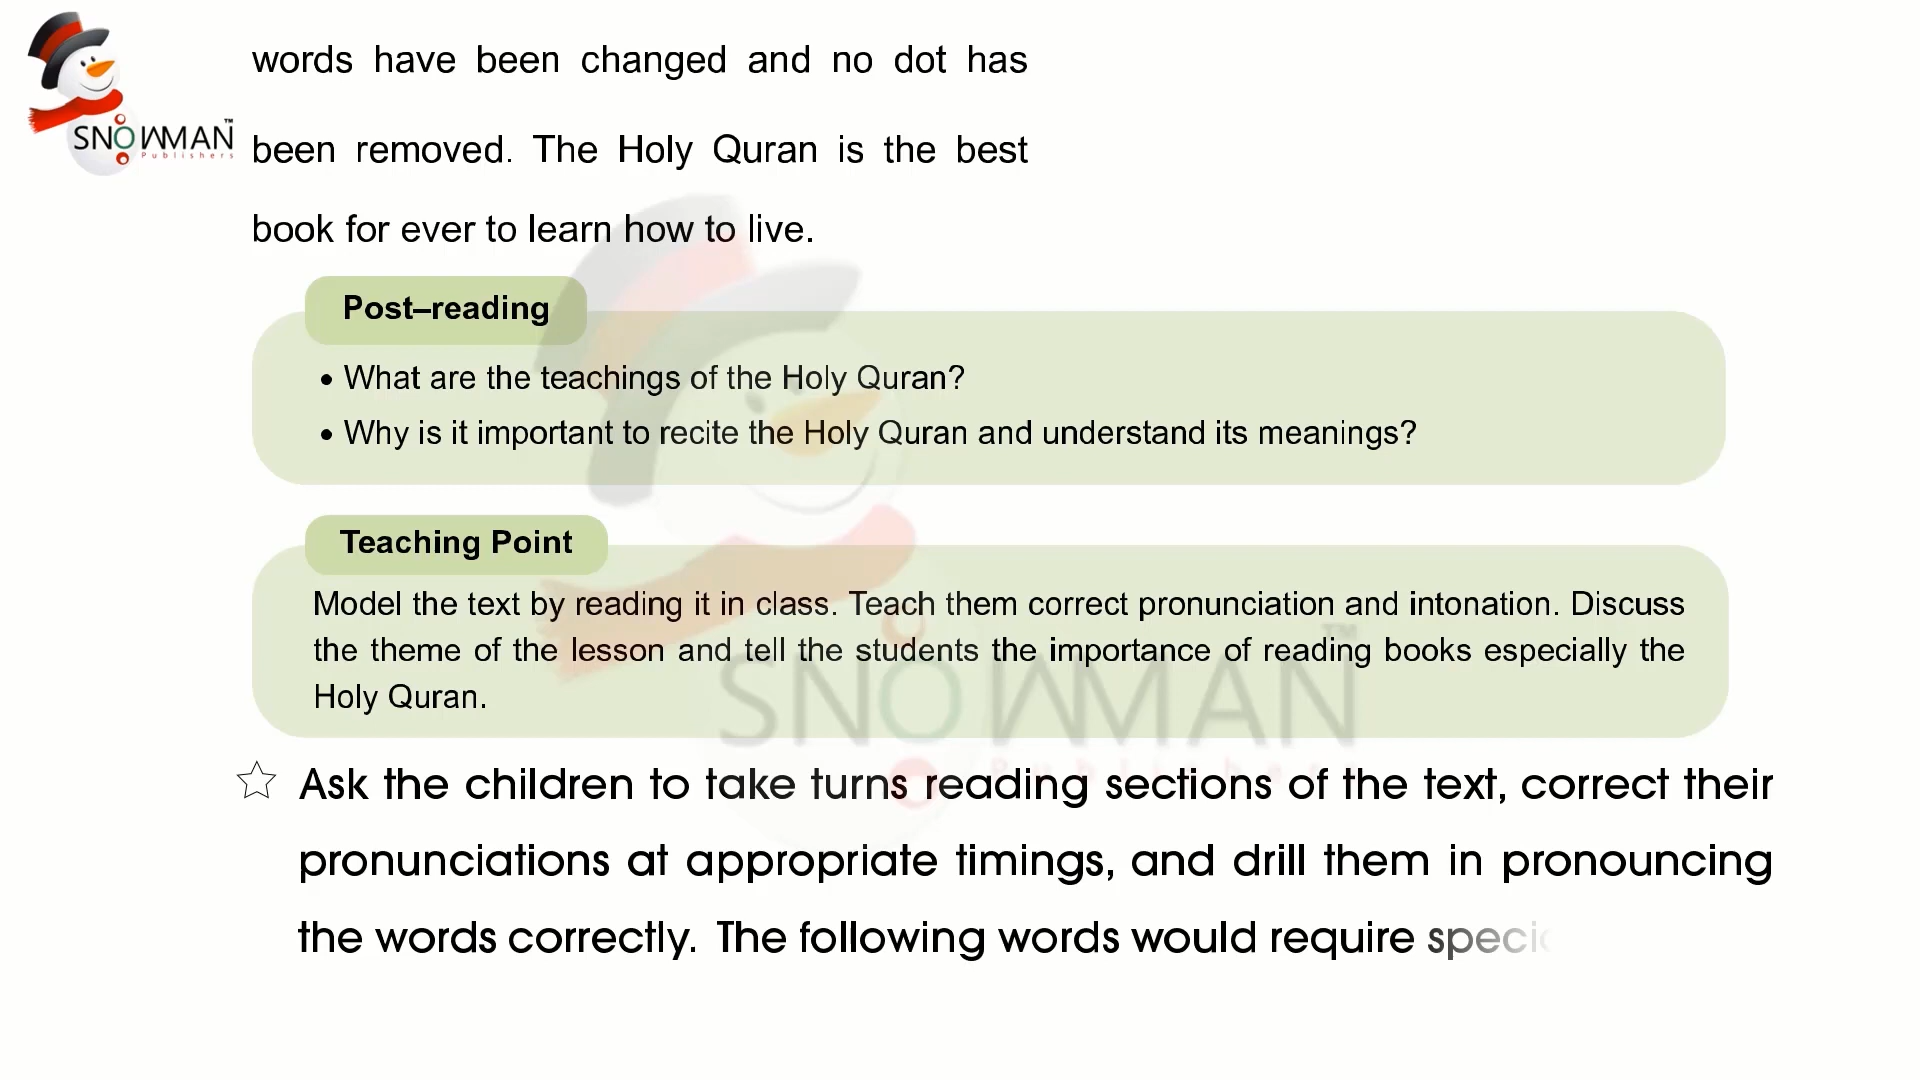 words have been changed and no dot has
been removed. The Holy Quran is the best
book for ever to learn how to live.
SNOWMAN™
Publishers
Post–reading
• What are the teachings of the Holy Quran?
• Why is it important to recite the Holy Quran and understand its meanings?
Teaching Point
Model the text by reading it in class. Teach them correct pronunciation and intonation. Discuss
the theme of the lesson and tell the students the importance of reading books especially the
Holy Quran.
SNOWMAN™
Publishers
☆ Ask the children to take turns reading sections of the text, correct their
pronunciations at appropriate timings, and drill them in pronouncing
the words correctly. The following words would require